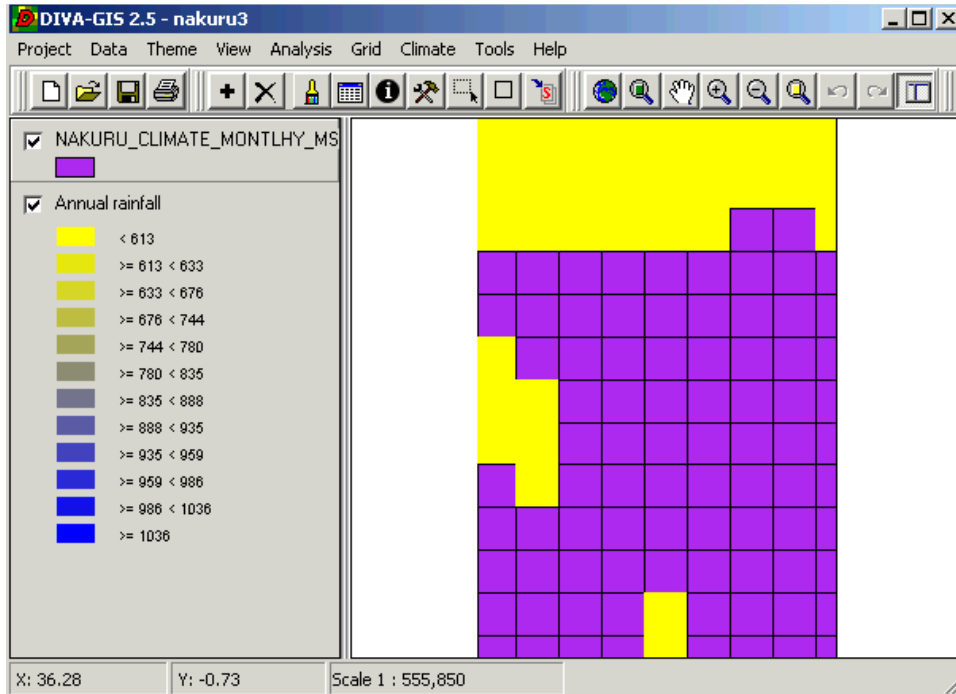 DIVA-GIS 2.5 - nakuru3
Project Data Theme View Analysis Grid Climate Tools Help
NAKURU_CLIMATE_MONTLHY_MS
Annual rainfall
< 613
>= 613 < 633
>= 633 < 676
>= 676 < 744
>= 744 < 780
>= 780 < 835
>= 835 < 888
>= 888 < 935
>= 935 < 959
>= 959 < 986
>= 986 < 1036
>= 1036
X: 36.28 Y: -0.73 Scale 1 : 555,850